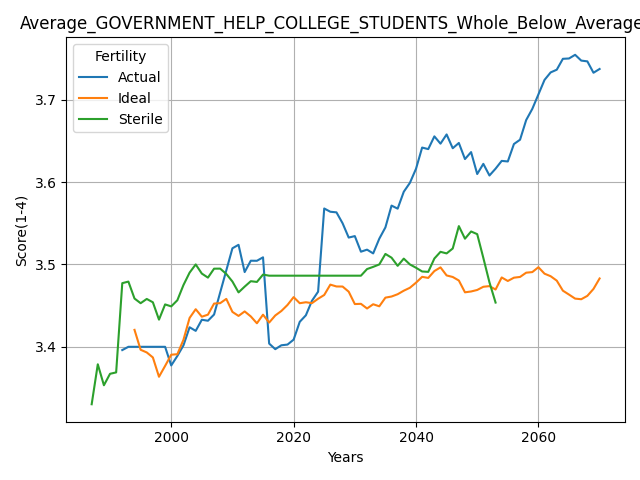 Average_GOVERNMENT_HELP_COLLEGE_STUDENTS_Whole_Below_Average
Fertility
Actual
Ideal
Sterile
3.7
3.6
3.5
3.4
Score(1-4)
2000
2020
2040
2060
Years